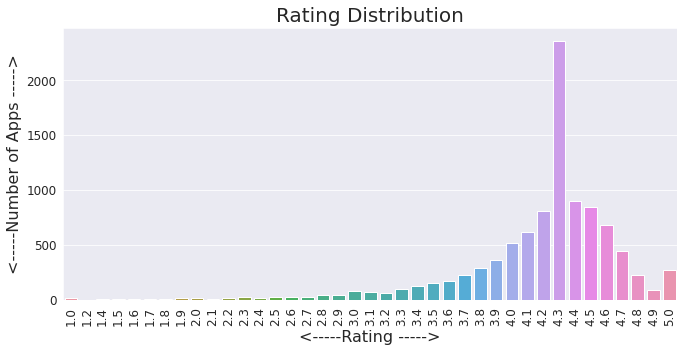 Rating Distribution
<-----Number of Apps ----->
2000
1500
1000
500
0
1.0 1.2 1.4 1.5 1.6 1.7 1.8 1.9 2.0 2.1 2.2 2.3 2.4 2.5 2.6 2.7 2.8 2.9 3.0 3.1 3.2 3.3 3.4 3.5 3.6 3.7 3.8 3.9 4.0 4.1 4.2 4.3 4.4 4.5 4.6 4.7 4.8 4.9 5.0
<-----Rating ----->